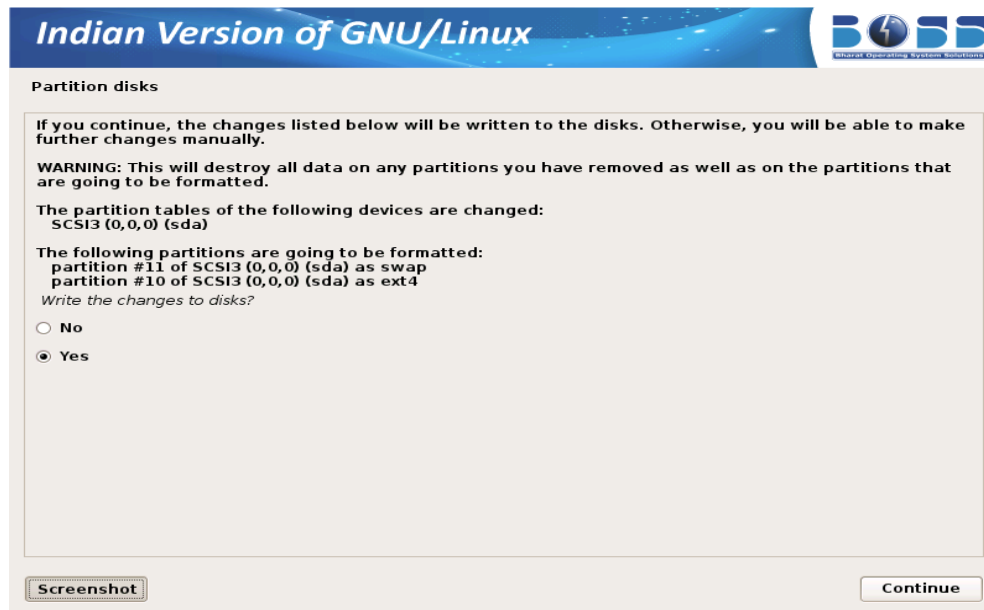 Indian Version of GNU/Linux
BOSS
Bharat Operating System Solutions
Partition disks
If you continue, the changes listed below will be written to the disks. Otherwise, you will be able to make
further changes manually.
WARNING: This will destroy all data on any partitions you have removed as well as on the partitions that
are going to be formatted.
The partition tables of the following devices are changed:
SCSI3 (0,0,0) (sda)
The following partitions are going to be formatted:
partition #11 of SCSI3 (0,0,0) (sda) as swap
partition #10 of SCSI3 (0,0,0) (sda) as ext4
Write the changes to disks?
No
Yes
Screenshot
Continue